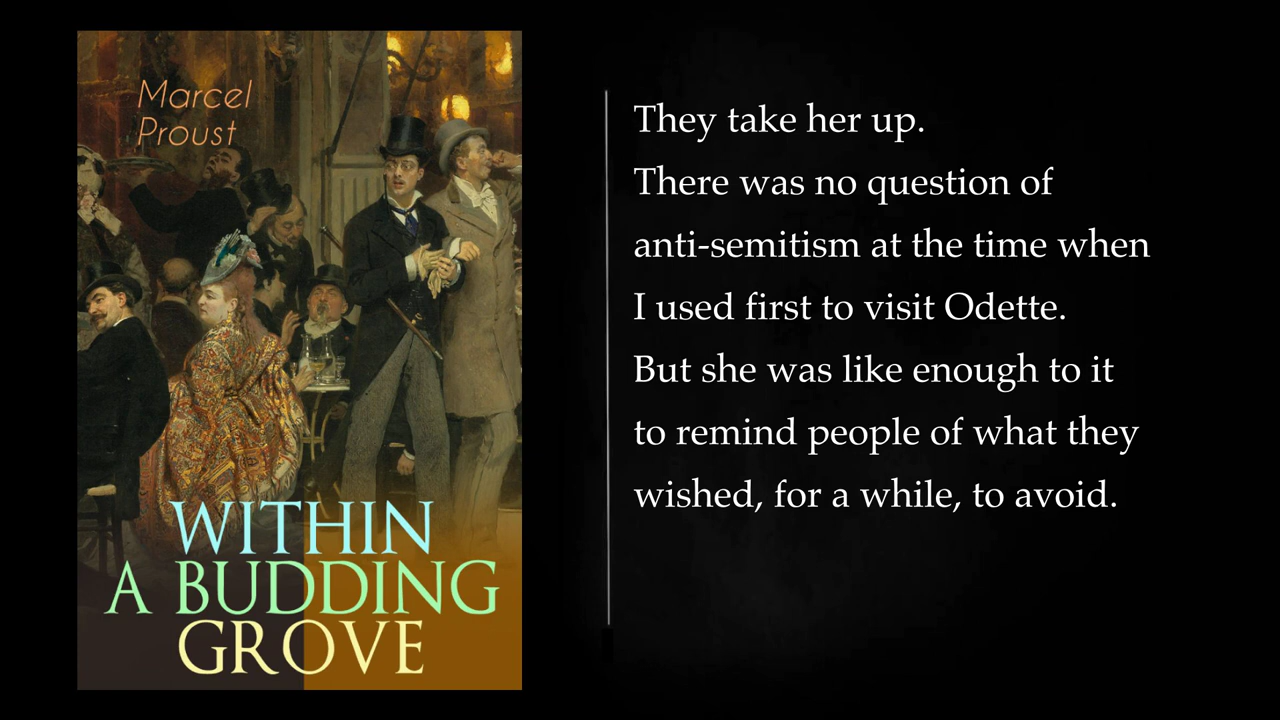 Marcel
Proust
WITHIN
A BUDDING
GROVE
They take her up.
There was no question of
anti-semitism at the time when
I used first to visit Odette.
But she was like enough to it
to remind people of what they
wished, for a while, to avoid.